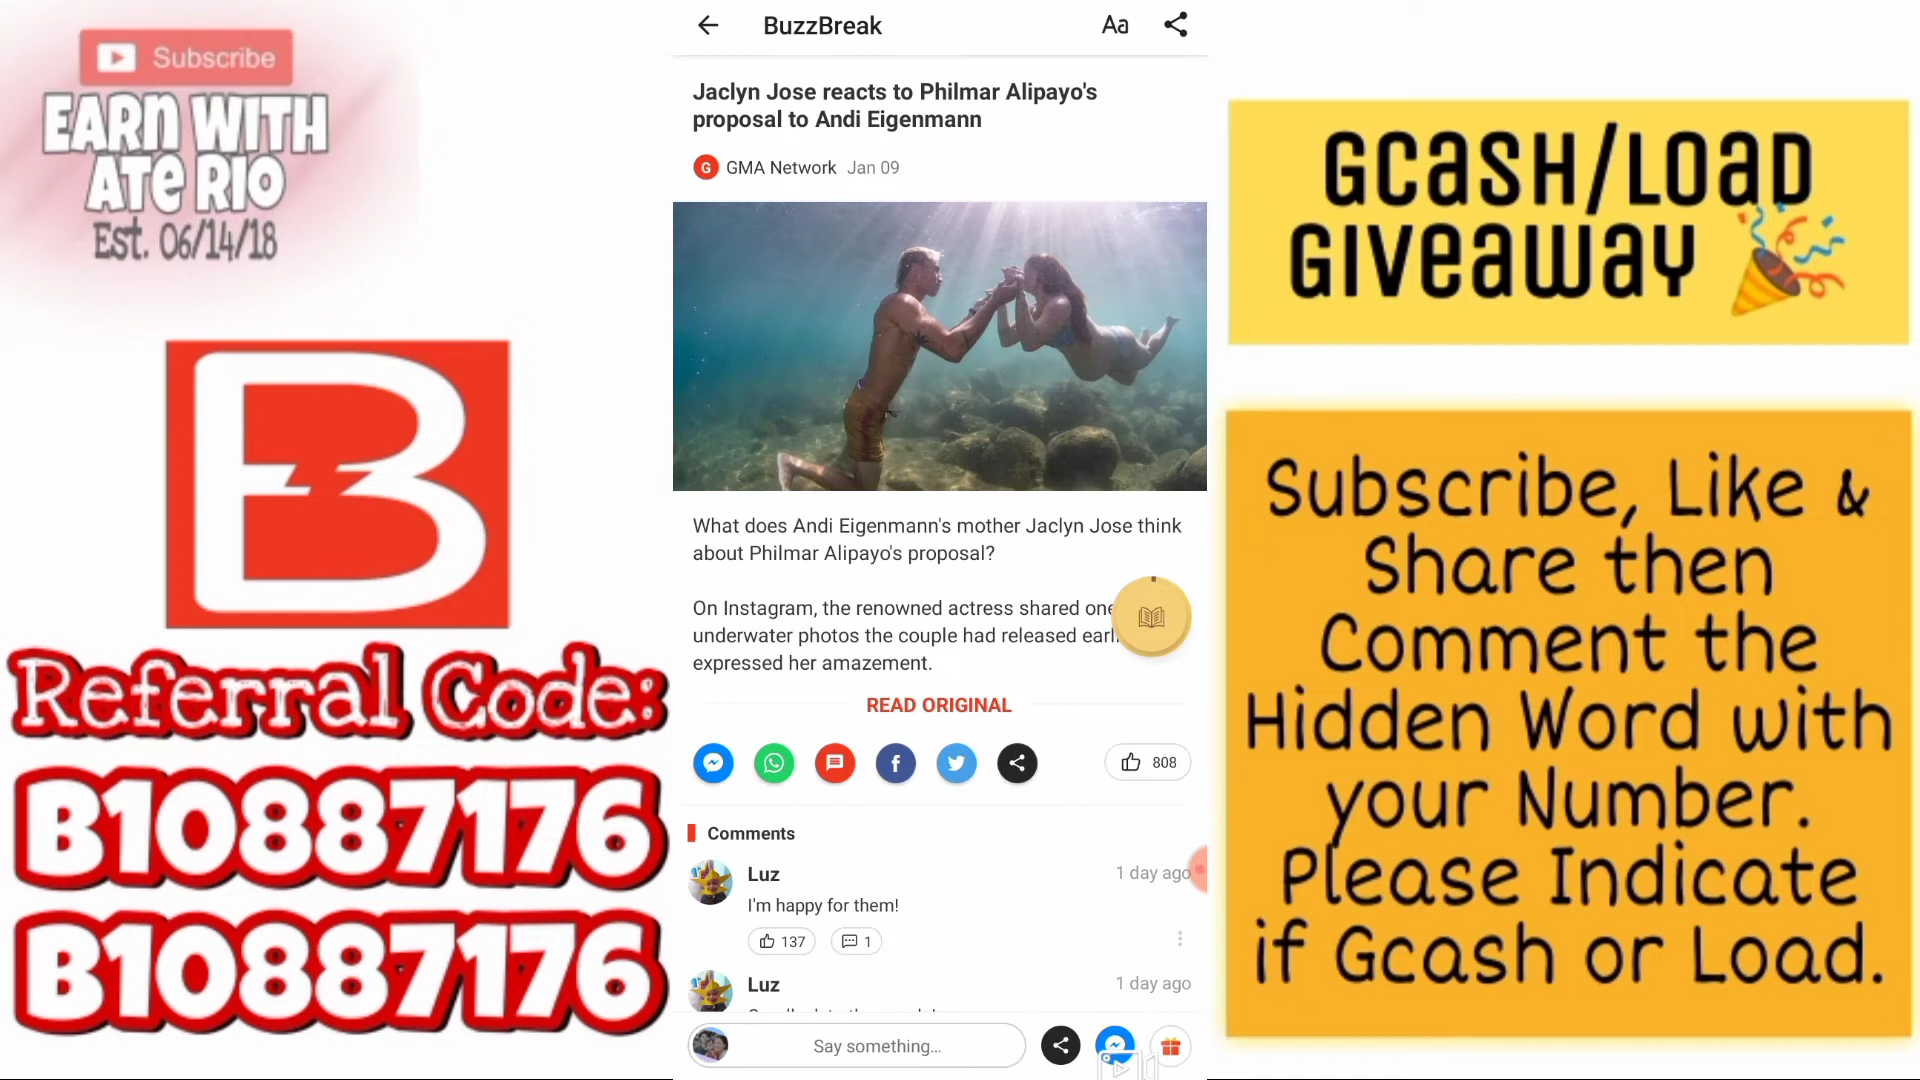 Subscribe
EARN WITH
ATE RIO
Est. 06/14/18
B
Referral Code:
B10887176
B10887176
BuzzBreak
Aa
Jaclyn Jose reacts to Philmar Alipayo's
proposal to Andi Eigenmann
G GMA Network Jan 09
What does Andi Eigenmann's mother Jaclyn Jose think
about Philmar Alipayo's proposal?
On Instagram, the renowned actress shared one
underwater photos the couple had released
expressed her amazement.
READ ORIGINAL
808
Comments
Luz
1 day ago
I'm happy for them!
137
1
Luz
1 day ago
Say something...
GCASH/LOAD
GIVEAWAY
Subscribe, Like &
Share then
Comment the
Hidden Word with
your Number.
Please Indicate
if Gcash or Load.